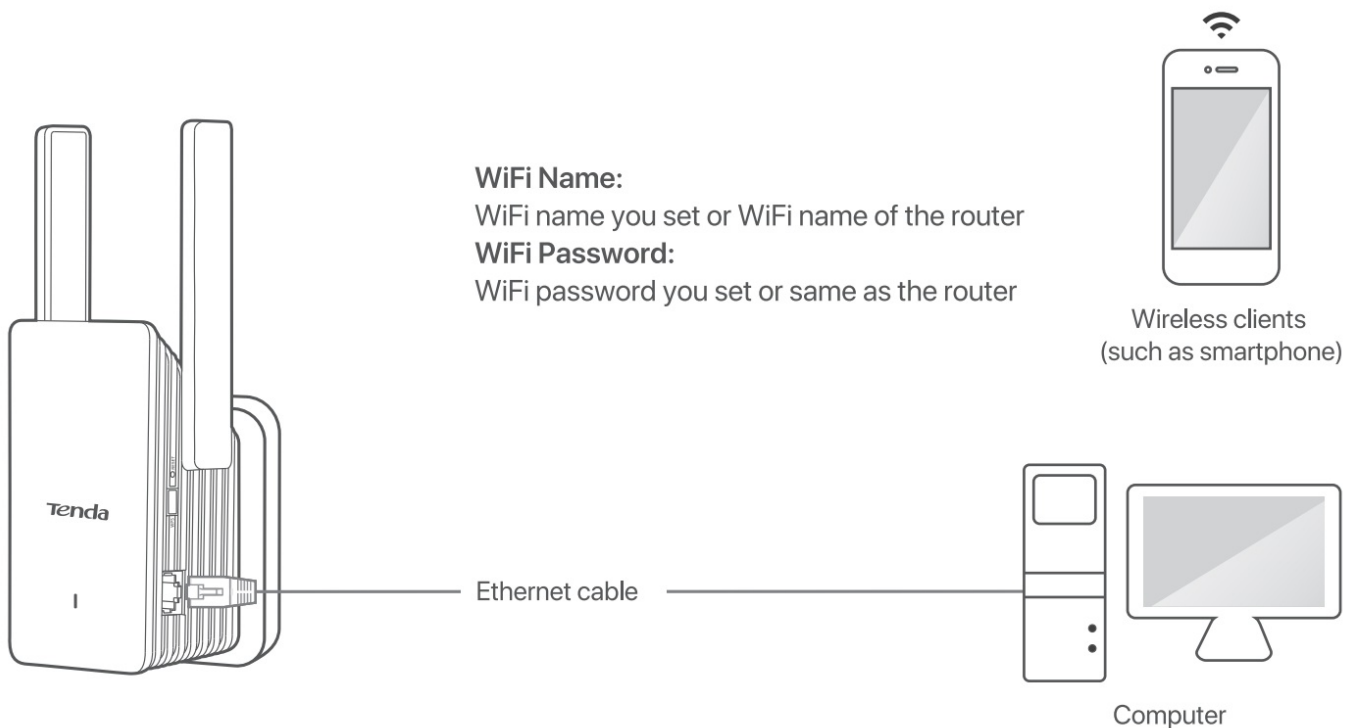 WiFi Name:
WiFi name you set or WiFi name of the router
WiFi Password:
WiFi password you set or same as the router
Wireless clients
(such as smartphone)
Tenda
Ethernet cable
Computer